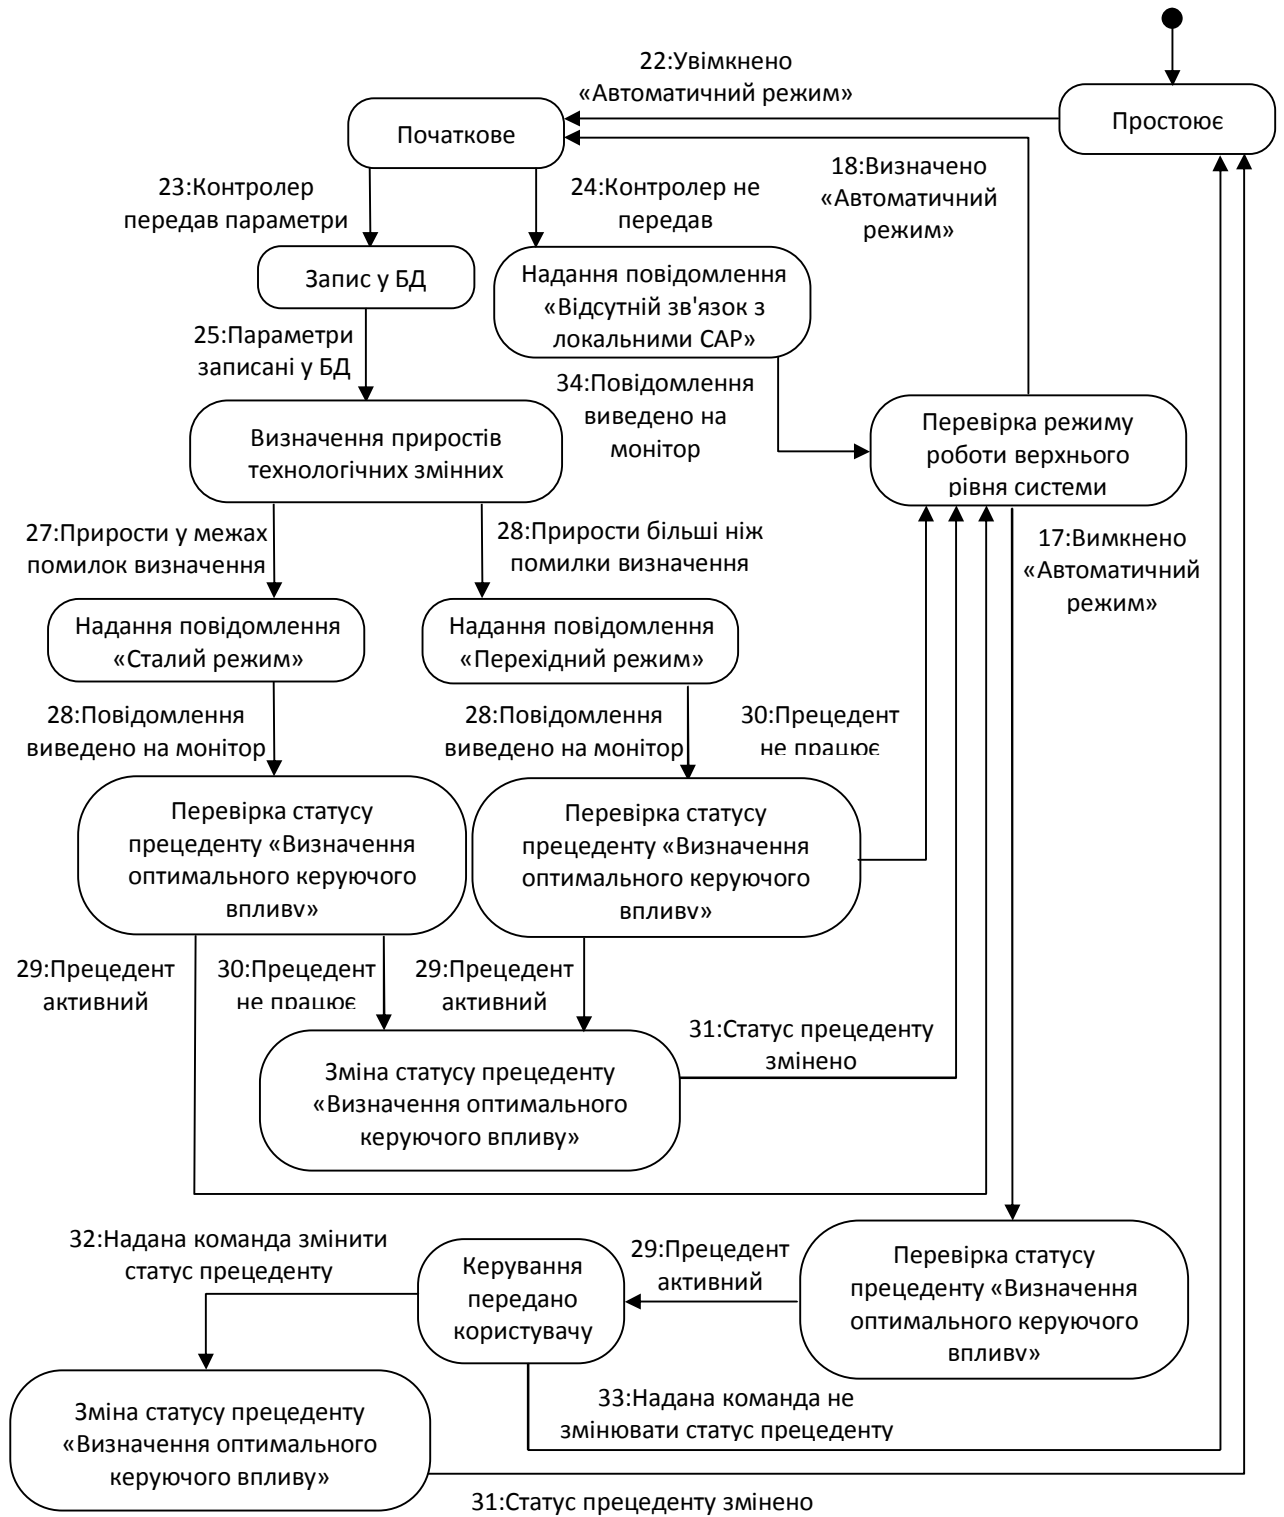 22:Увімкнено
«Автоматичний режим»
Простоює
Початкове
18:Визначено
«Автоматичний
режим»
23:Контролер
передав параметри
24:Контролер не
передав
Запис у БД
Надання повідомлення
«Відсутній зв'язок з
локальними САР»
25:Параметри
записані у БД
34:Повідомлення
виведено на
монітор
Визначення приростів
технологічних змінних
Перевірка режиму
роботи верхнього
рівня системи
27:Прирости у межах
помилок визначення
28:Прирости більші ніж
помилки визначення
17:Вимкнено
«Автоматичний
режим»
Надання повідомлення
«Сталий режим»
Надання повідомлення
«Перехідний режим»
28:Повідомлення
виведено на монітор
28:Повідомлення
виведено на монітор
30:Прецедент
не працює
Перевірка статусу
прецеденту «Визначення
оптимального керуючого
впливу»
Перевірка статусу
прецеденту «Визначення
оптимального керуючого
впливу»
29:Прецедент
активний
30:Прецедент
не працює
29:Прецедент
активний
31:Статус прецеденту
змінено
Зміна статусу прецеденту
«Визначення оптимального
керуючого впливу»
32:Надана команда змінити
статус прецеденту
Керування
передано
користувачу
29:Прецедент
активний
Перевірка статусу
прецеденту «Визначення
оптимального керуючого
впливу»
33:Надана команда не
змінювати статус прецеденту
Зміна статусу прецеденту
«Визначення оптимального
керуючого впливу»
31:Статус прецеденту змінено